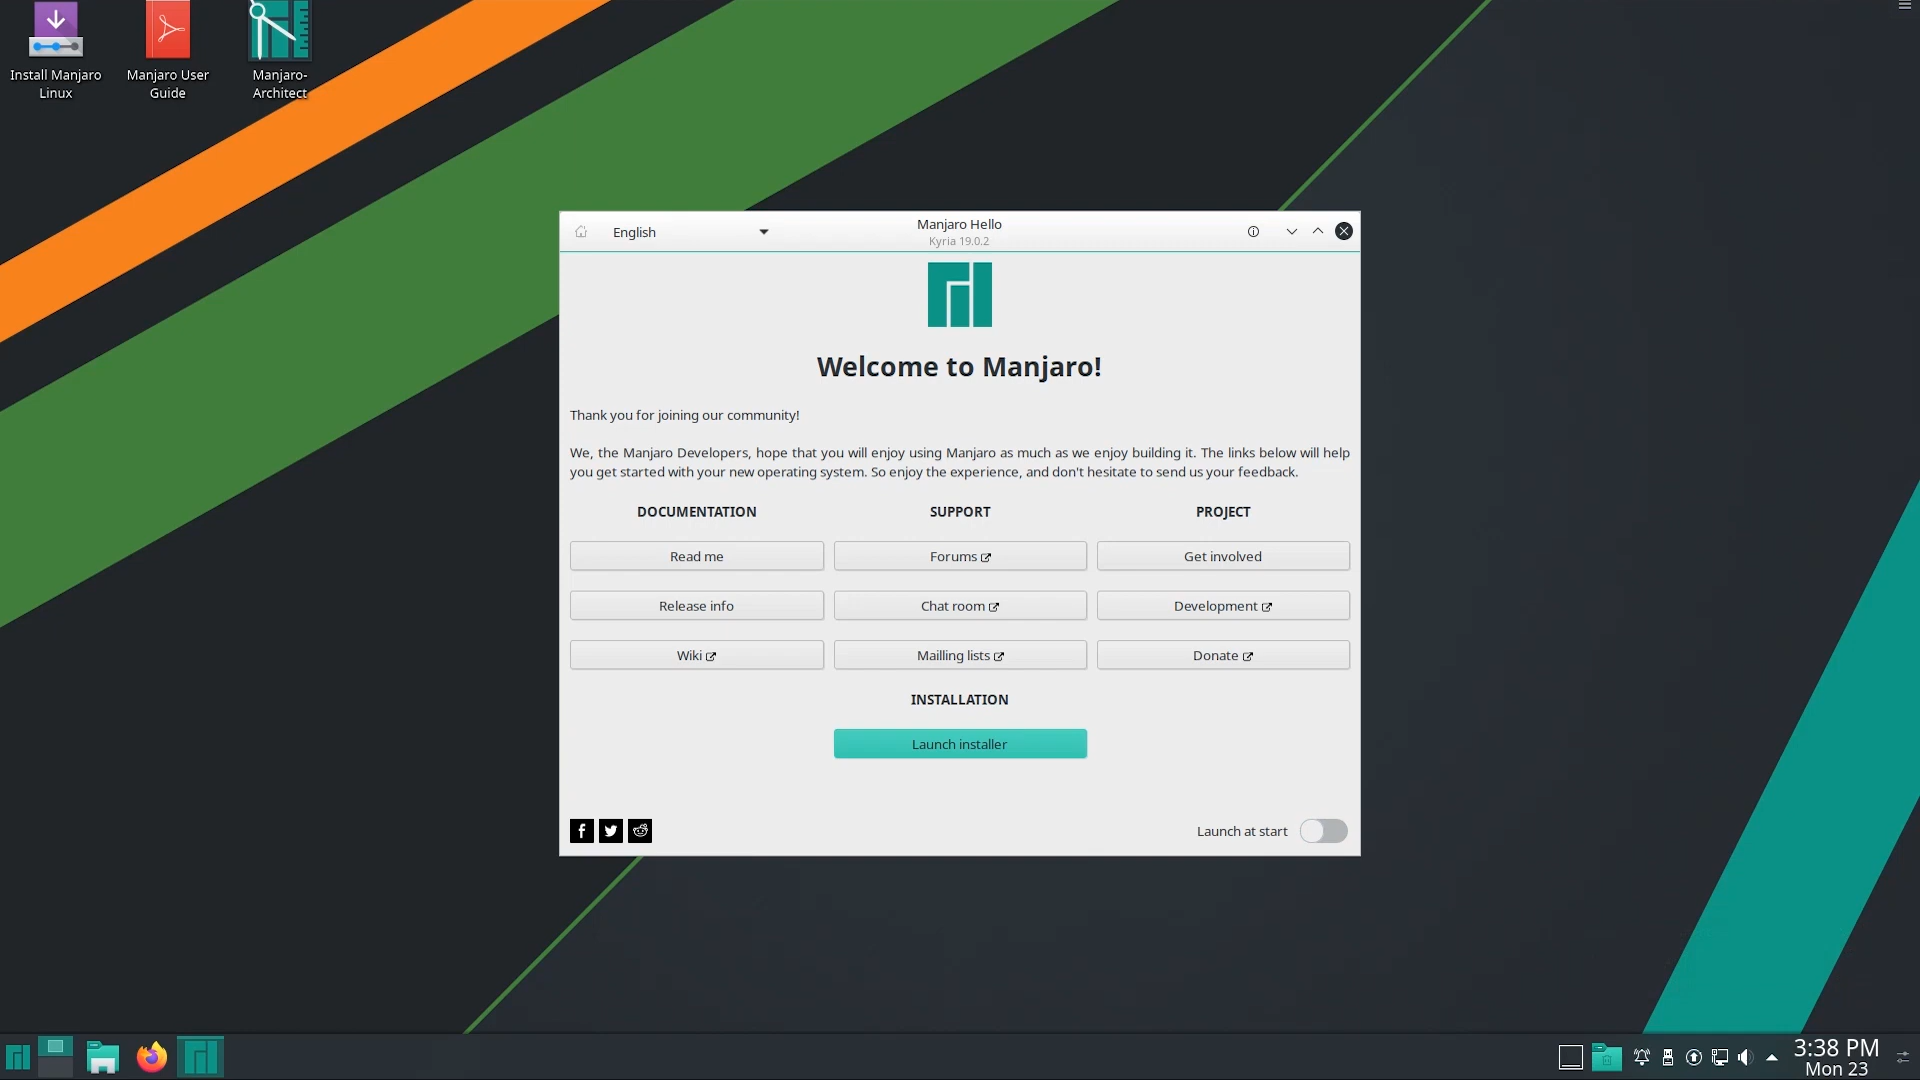 Install Manjaro
Linux
Manjaro User
Guide
Manjaro-
Architect
English
Manjaro Hello
Kyria 19.0.2
Welcome to Manjaro!
Thank you for joining our community!
We, the Manjaro Developers, hope that you will enjoy using Manjaro as much as we enjoy building it. The links below will help
you get started with your new operating system. So enjoy the experience, and don't hesitate to send us your feedback.
DOCUMENTATION
SUPPORT
PROJECT
Read me
Forums
Get involved
Release info
Chat room
Development
Wiki
Mailling lists
Donate
INSTALLATION
Launch installer
Launch at start
3:38 PM
Mon 23